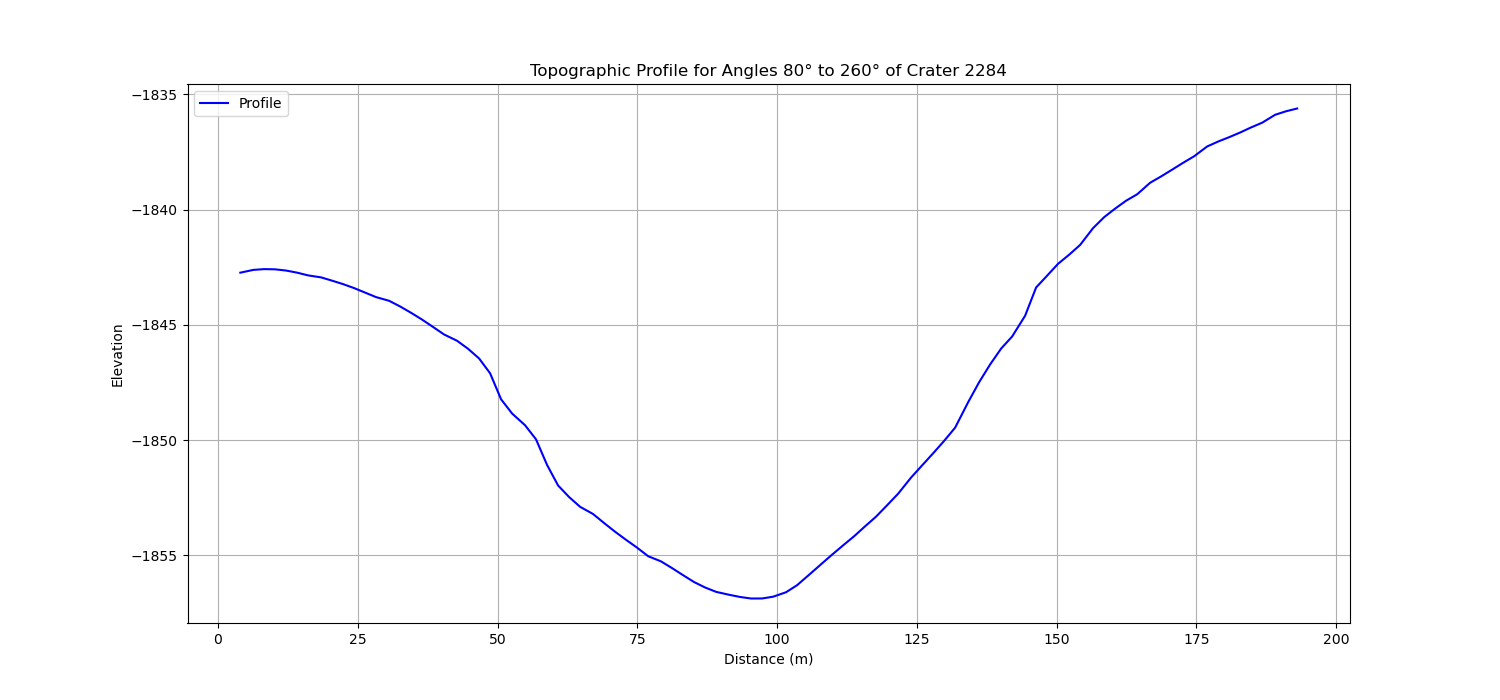 Topographic Profile for Angles 80° to 260° of Crater 2284
Profile
Elevation
−1835
−1840
−1845
−1850
−1855
0 25 50 75 100 125 150 175 200
Distance (m)